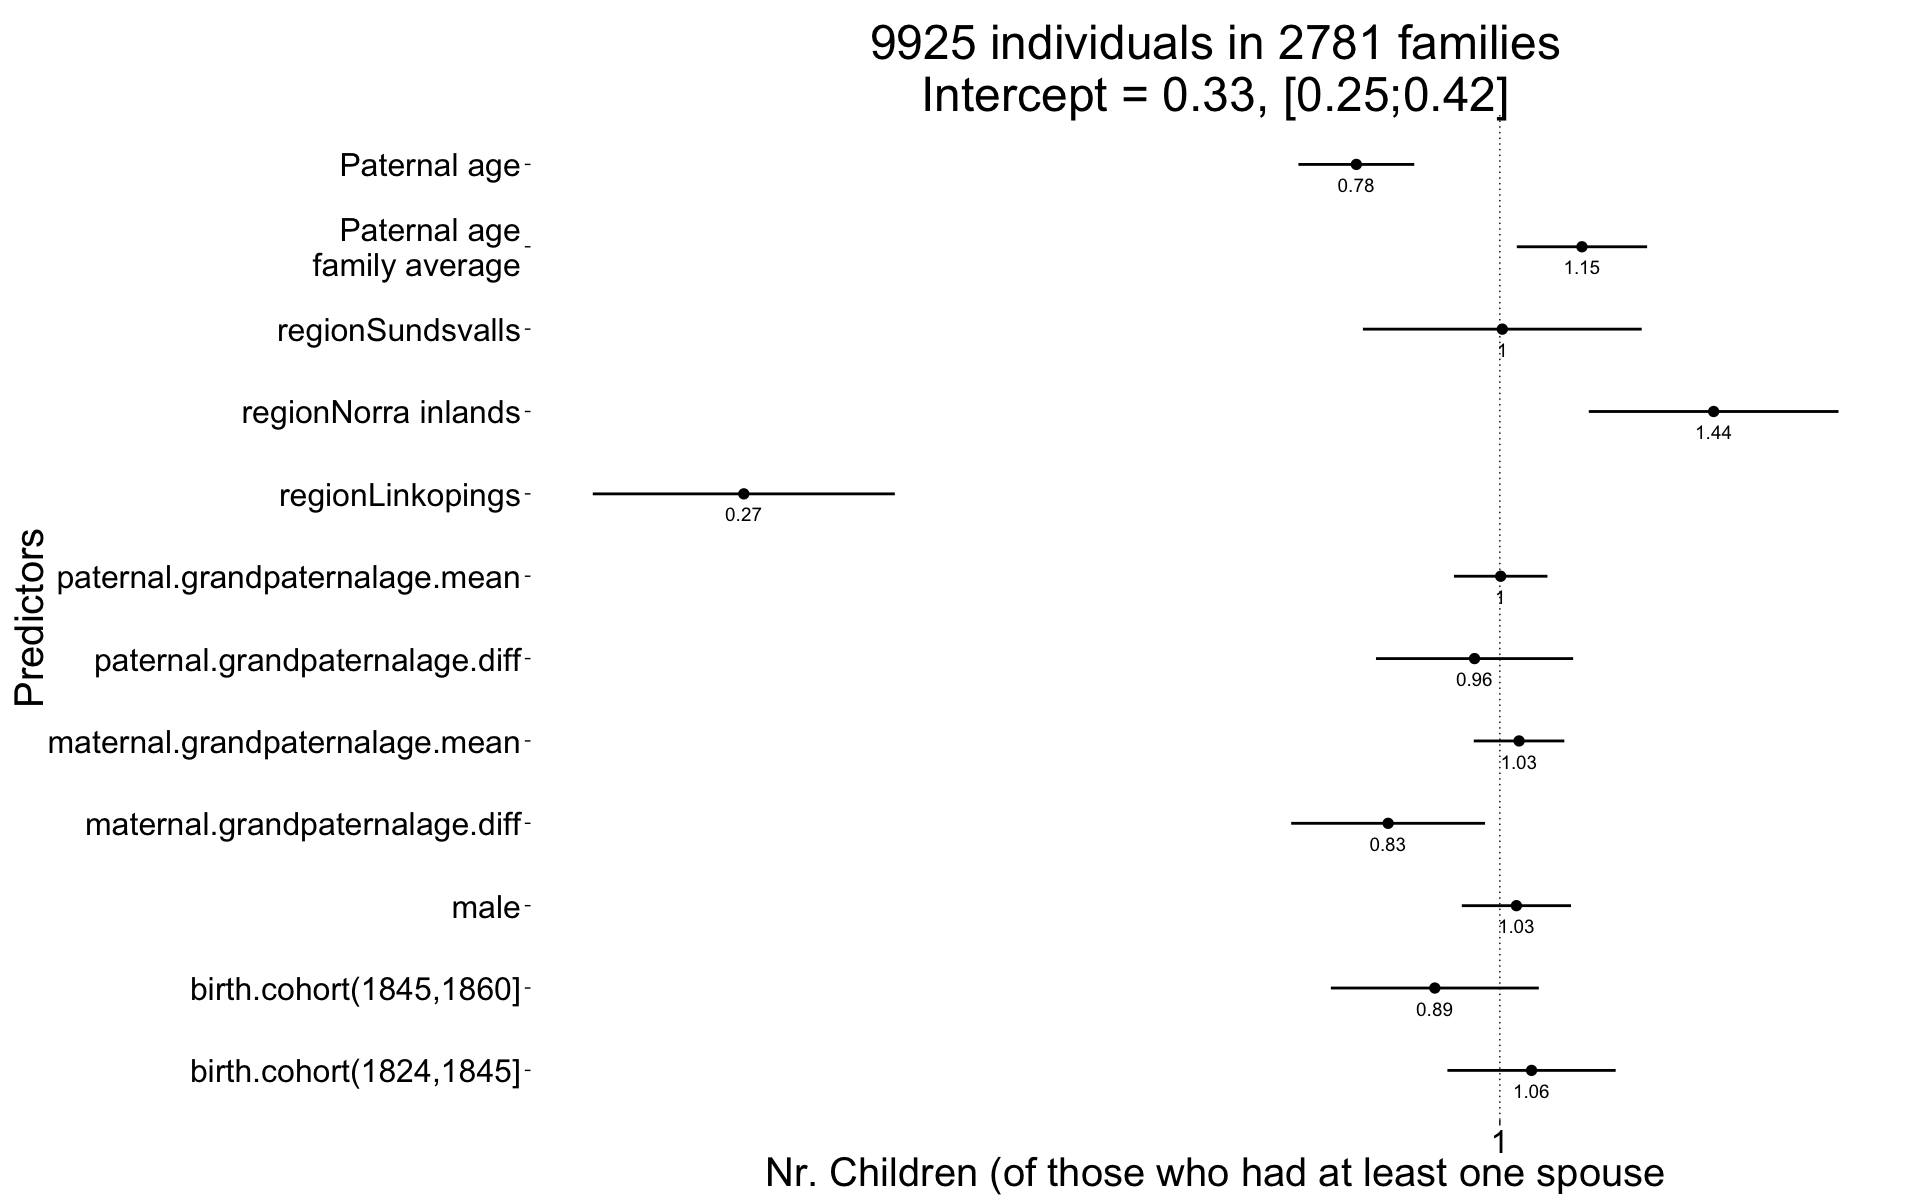 9925 individuals in 2781 families
Intercept = 0.33, [0.25;0.42]
Paternal age
0.78
Paternal age
family average
1.15
regionSundsvalls
1
regionNorra inlands
1.44
regionLinkopings
0.27
Predictors
paternal.grandpaternalage.mean
1
paternal.grandpaternalage.diff
0.96
maternal.grandpaternalage.mean
1.03
maternal.grandpaternalage.diff
0.83
male
1.03
birth.cohort(1845,1860]
0.89
birth.cohort(1824,1845]
1.06
1
Nr. Children (of those who had at least one spouse